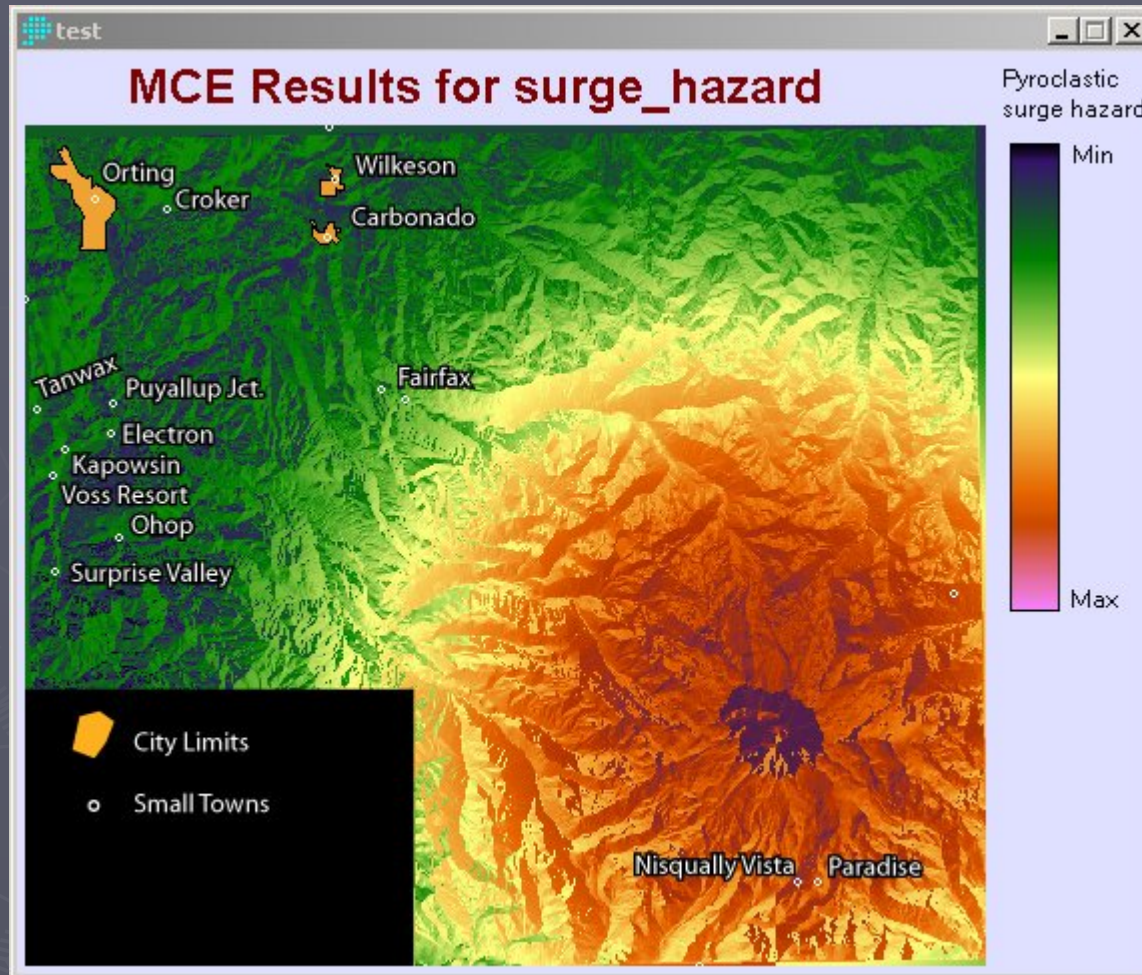 test
MCE Results for surge_hazard
Pyroclastic
surge hazard
Min
Max
Orting
Croker
Wilkeson
Carbonado
Tanwax
Puyallup Jct.
Fairfax
Electron
Kapowsin
Voss Resort
Ohop
Surprise Valley
City Limits
Small Towns
Nisqually Vista
Paradise